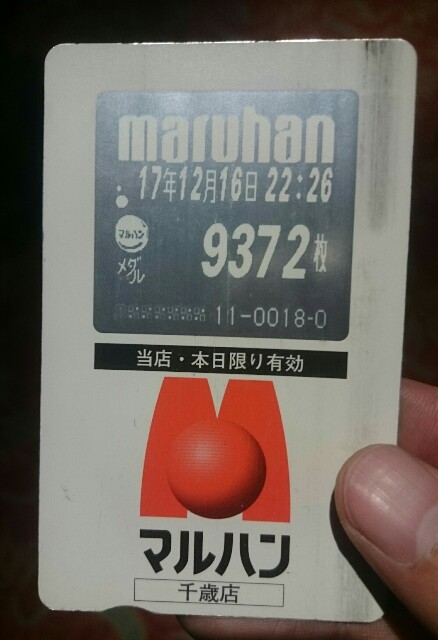 maruhan
17年12月16日 22:26
マルハン
9372枚
メダル
11-0018-0
当店・本日限り有効
マルハン
千歳店